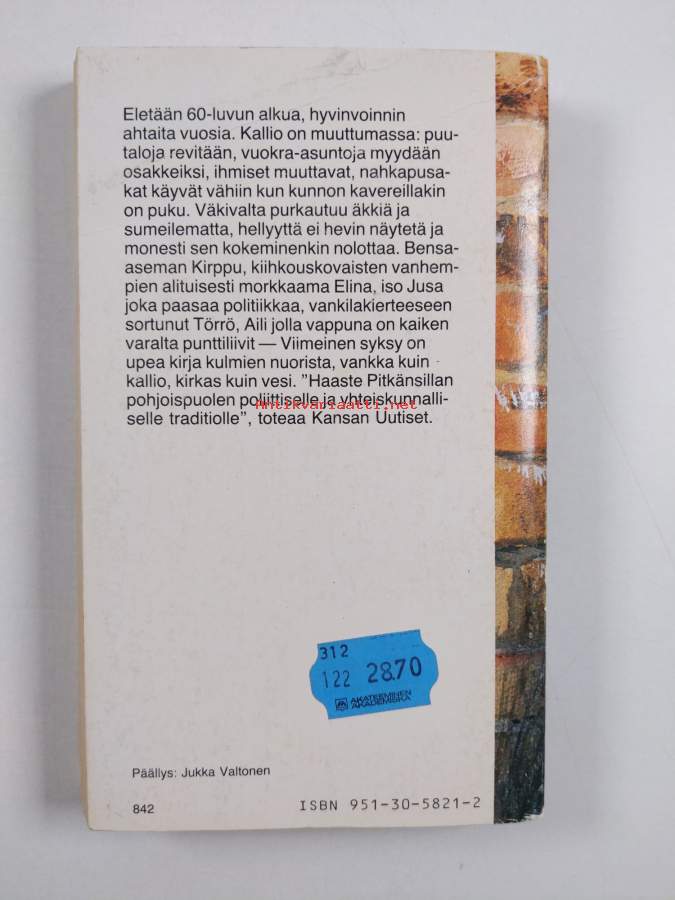 Eletään 60-luvun alkua, hyvinvoinnin
ahtaita vuosia. Kallio on muuttumassa: puu-
taloja revitään, vuokra-asuntoja myydään
osakkeiksi, ihmiset muuttavat, nahkapusa-
kat käyvät vähiin kun kunnon kavereillakin
on puku. Väkivalta purkautuu äkkiä ja
sumeilematta, hellyyttä ei hevin näytetä ja
monesti sen kokeminenkin nolottaa. Bensa-
aseman Kirppu, kiihkouskovaisten vanhem-
pien alituisesti morkkaama Elina, iso Jusa
joka paasaa politiikkaa, vankilakierteeseen
sortunut Törrö, Aili jolla vappuna on kaiken
varalta punttiliivit — Viimeinen syksy on
upea kirja kulmien nuorista, vankka kuin
kallio, kirkas kuin vesi. ”Haaste Pitkänsillan
pohjoispuolen poliittiselle ja yhteiskunnalli-
selle traditiolle”, toteaa Kansan Uutiset.
Antikvariaatti.net
312
122 28.70
AKATEEMINEN
AKADEMISKA
Päällys: Jukka Valtonen
842
ISBN 951-30-5821-2